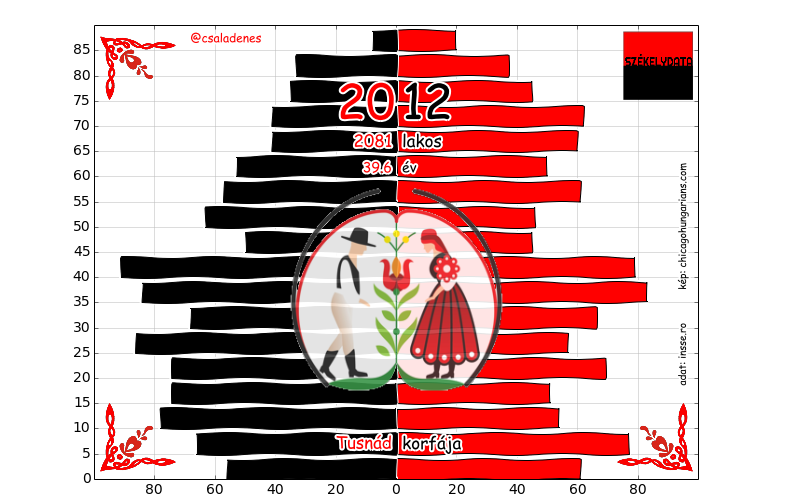 @csaladenes
SZÉKELYDATA
2012
2081 lakos
39.6 év
kép: chicagohungarians.com
adat: insse.ro
Tusnád korfája
85
80
75
70
65
60
55
50
45
40
35
30
25
20
15
10
5
0
80 60 40 20 0 20 40 60 80